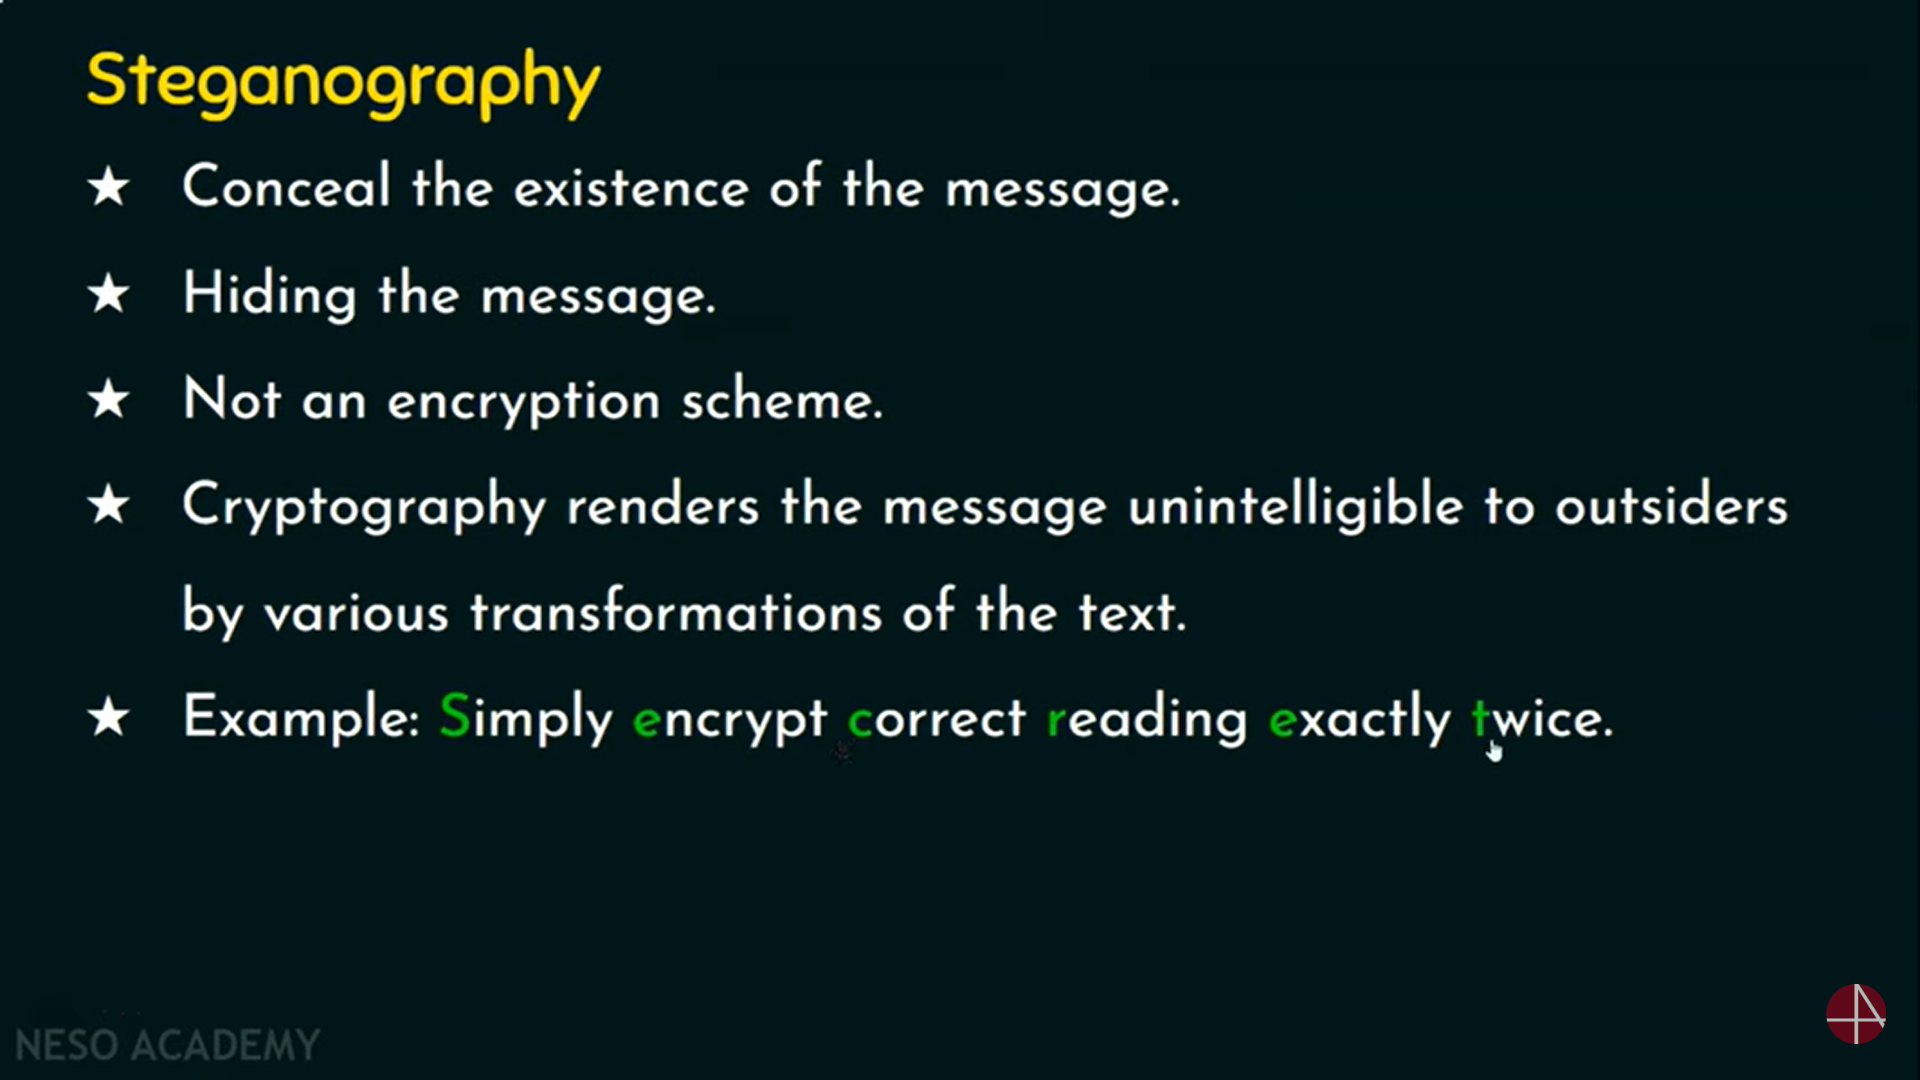 Steganography
★ Conceal the existence of the message.
★ Hiding the message.
★ Not an encryption scheme.
★ Cryptography renders the message unintelligible to outsiders
by various transformations of the text.
★ Example: Simply encrypt correct reading exactly twice.
NESO ACADEMY